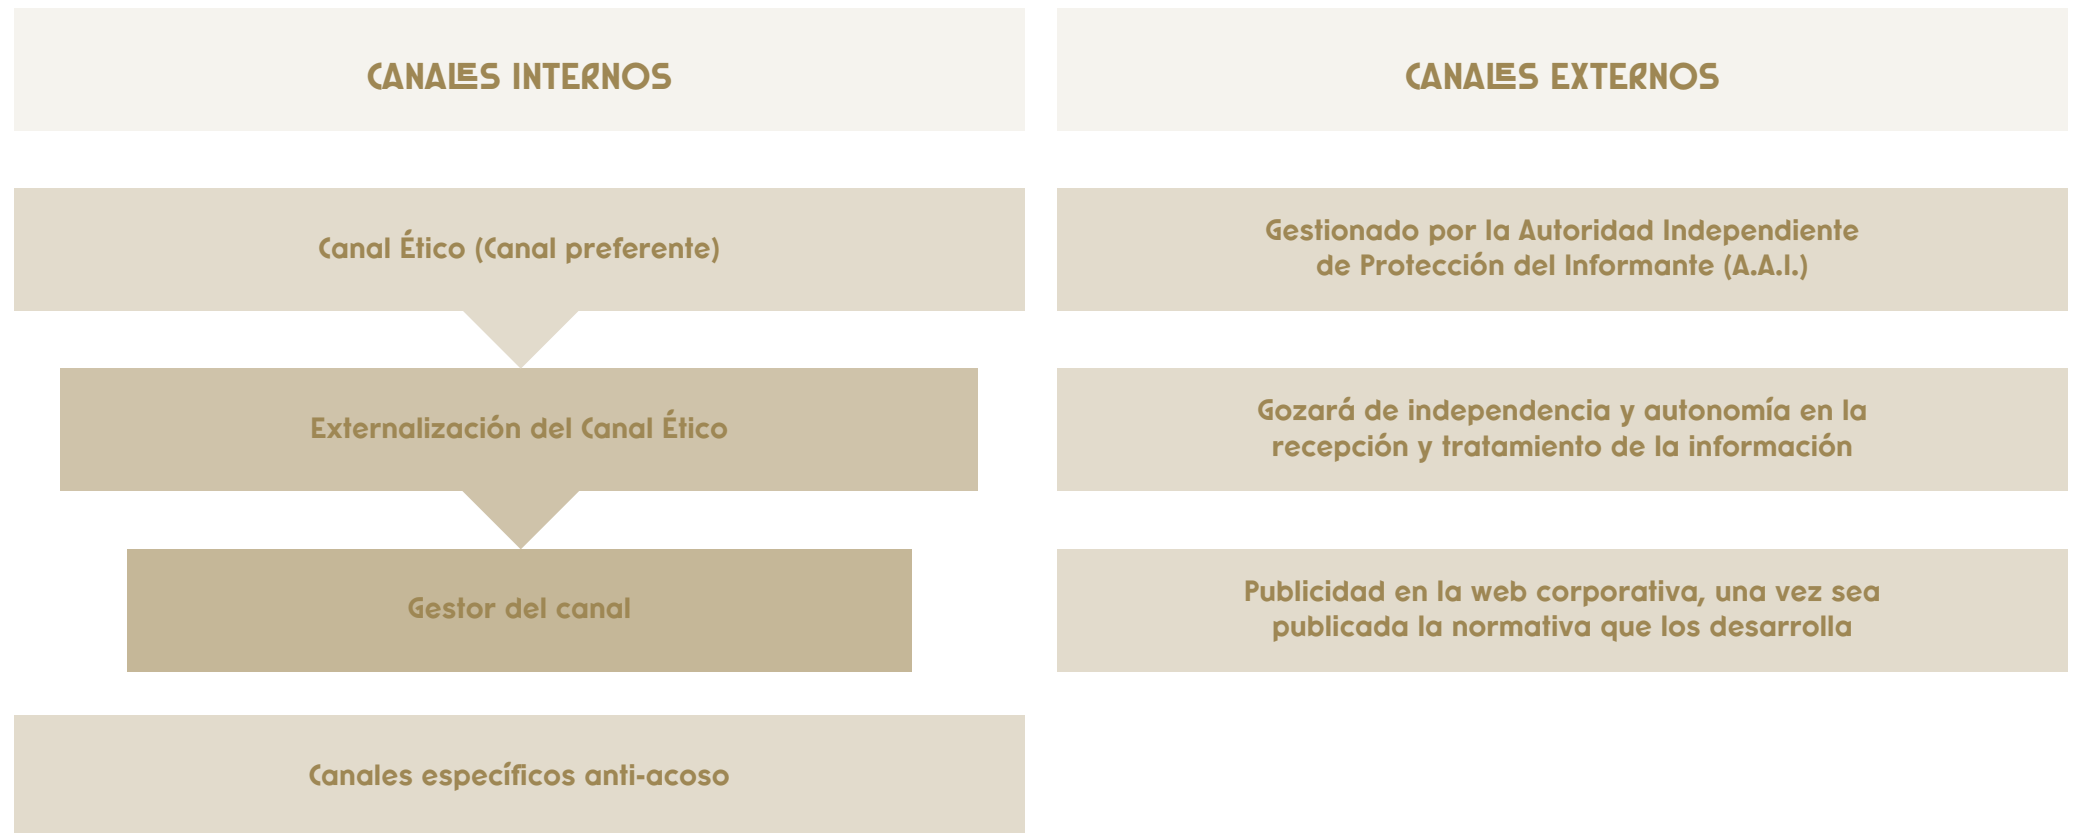 CANALES INTERNOS
Canal Ético (Canal preferente)
Externalización del Canal Ético
Gestor del canal
Canales específicos anti-acoso
CANALES EXTERNOS
Gestionado por la Autoridad Independiente
de Protección del Informante (A.A.I.)
Gozará de independencia y autonomía en la
recepción y tratamiento de la información
Publicidad en la web corporativa, una vez sea
publicada la normativa que los desarrolla